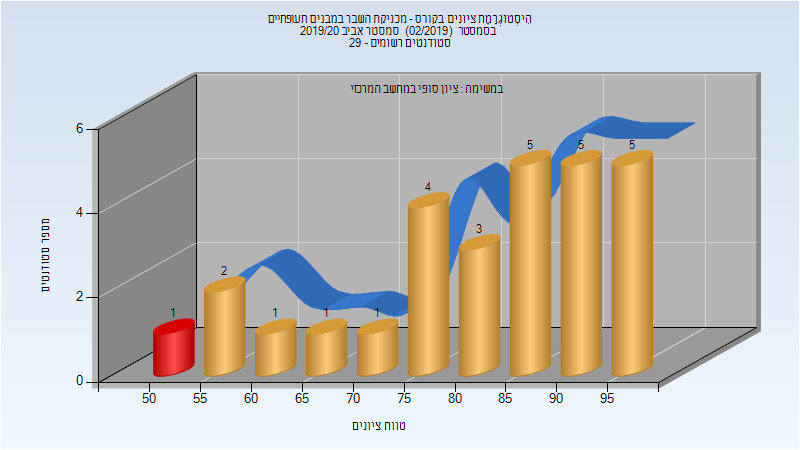 הִיסְטוֹגְרָמַת ציונים בקורס - מכניקת השבר במבנים תעופתיים
בסמסטר (02/2019) סמסטר אביב 2019/20
סטודנטים רשומים - 29
במשימה : ציון סופי במחשב המרכזי
מספר סטודנטים
6
4
2
0
1
2
1
1
1
4
3
5
5
5
50 55 60 65 70 75 80 85 90 95
טווח ציונים